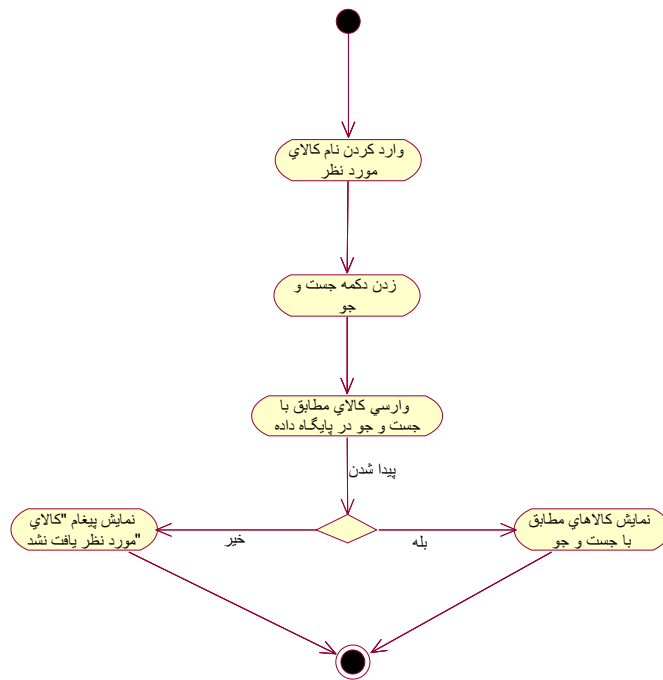 وارد كردن نام كالاي
مورد نظر
زدن دكمه جست و
جو
وارسي كالاي مطابق با
جست و جو در پايگاه داده
پيدا شدن
نمايش كالاهاي مطابق
با جست و جو
بله
خير
نمايش پيغام "كالاي
مورد نظر يافت نشد"